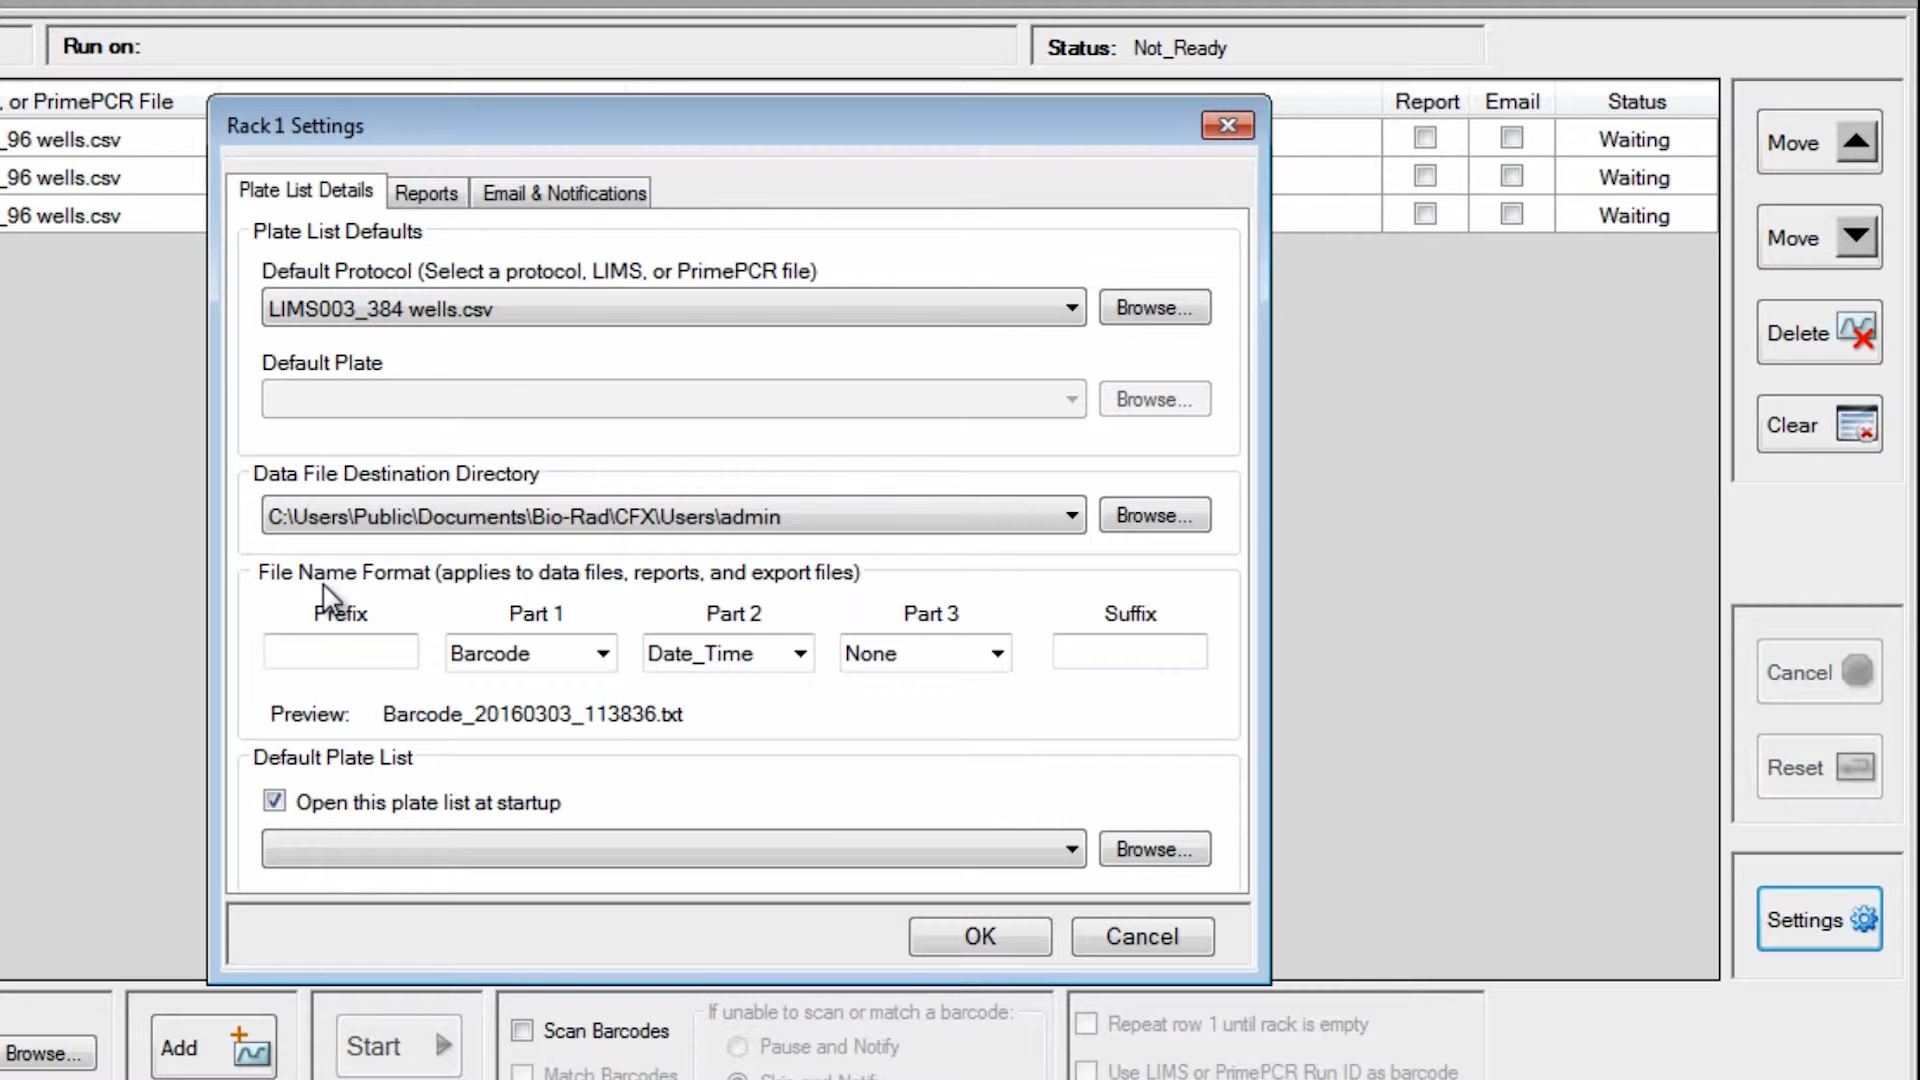 Run on:
Status: Not_Ready
, or PrimePCR File
Report Email Status
_96 wells.csv
Waiting
_96 wells.csv
Waiting
_96 wells.csv
Waiting
Rack 1 Settings
Plate List Details
Reports
Email & Notifications
Plate List Defaults
Default Protocol (Select a protocol, LIMS, or PrimePCR file)
LIMS003_384 wells.csv
Browse...
Default Plate
Browse...
Data File Destination Directory
C:\Users\Public\Documents\Bio-Rad\CFX\Users\admin
Browse...
File Name Format (applies to data files, reports, and export files)
Prefix Part 1 Part 2 Part 3 Suffix
Barcode Date_Time None
Preview: Barcode_20160303_113836.txt
Default Plate List
Open this plate list at startup
Browse...
OK
Cancel
Move
Move
Delete
Clear
Cancel
Reset
Settings
Browse...
Add
Start
Scan Barcodes
Match Barcodes
If unable to scan or match a barcode:
Pause and Notify
Skip and Notify
Repeat row 1 until rack is empty
Use LIMS or PrimePCR Run ID as barcode